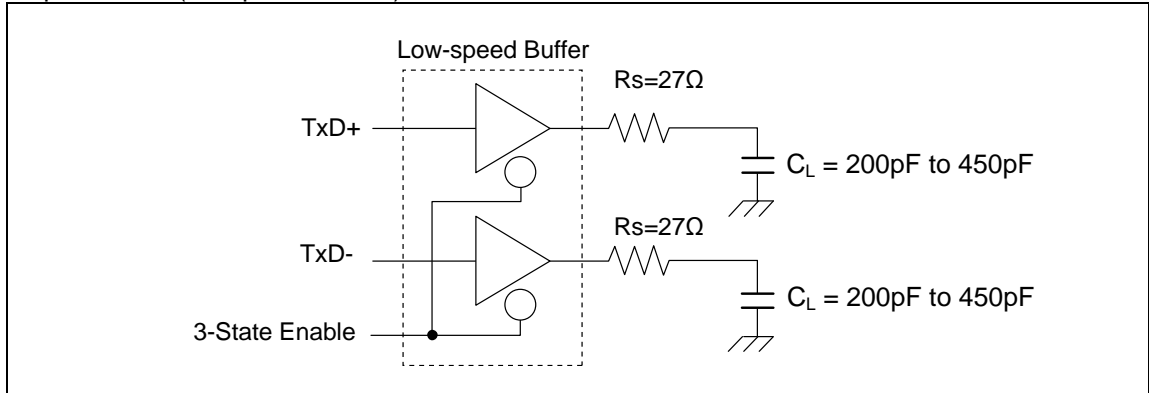 Low-speed Buffer
Rs=27Ω
TxD+
CL = 200pF to 450pF
Rs=27Ω
TxD-
CL = 200pF to 450pF
3-State Enable